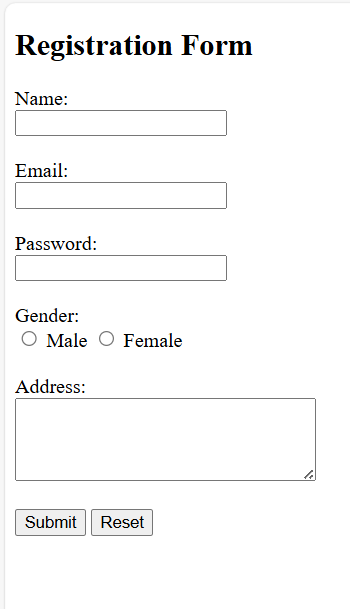 Registration Form
Name:
Email:
Password:
Gender:
Male Female
Address:
Submit Reset